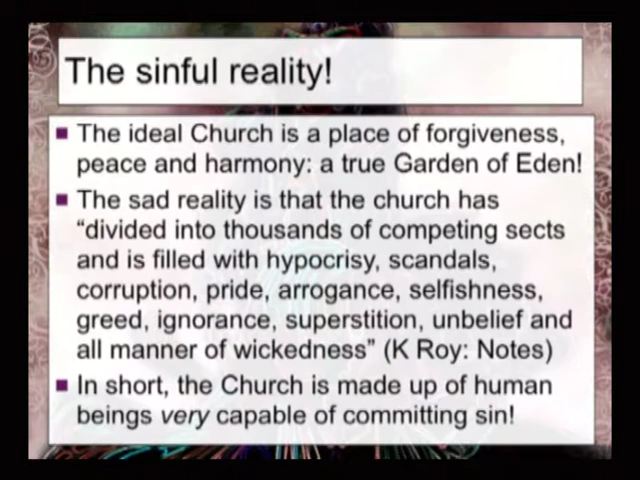 The sinful reality!
The ideal Church is a place of forgiveness,
peace and harmony: a true Garden of Eden!
The sad reality is that the church has
“divided into thousands of competing sects
and is filled with hypocrisy, scandals,
corruption, pride, arrogance, selfishness,
greed, ignorance, superstition, unbelief and
all manner of wickedness” (K Roy: Notes)
In short, the Church is made up of human
beings very capable of committing sin!